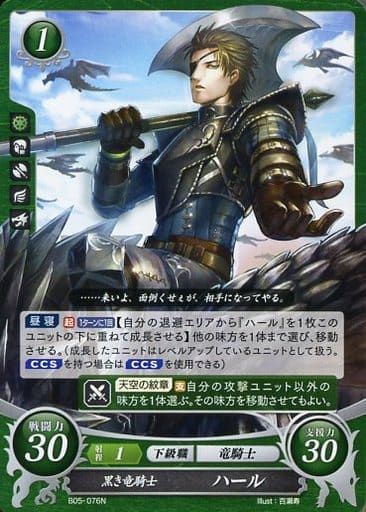 1
……来いよ、面倒くせぇが、相手になってやる。
昼寝 起 1ターンに1回【自分の退避エリアから『ハール』を1枚このユニットの下に重ねて成長させる】他の味方を1体まで選び、移動させる。(成長したユニットはレベルアップしているユニットとして扱う。CCSを持つ場合はCCSを使用できる)
天空の紋章 支 自分の攻撃ユニット以外の味方を1体選ぶ。その味方を移動させてもよい。
戦闘力
30
射程 1
下級職
竜騎士
支援力
30
黒き竜騎士
ハール
B05-076N
Illust:百瀬寿